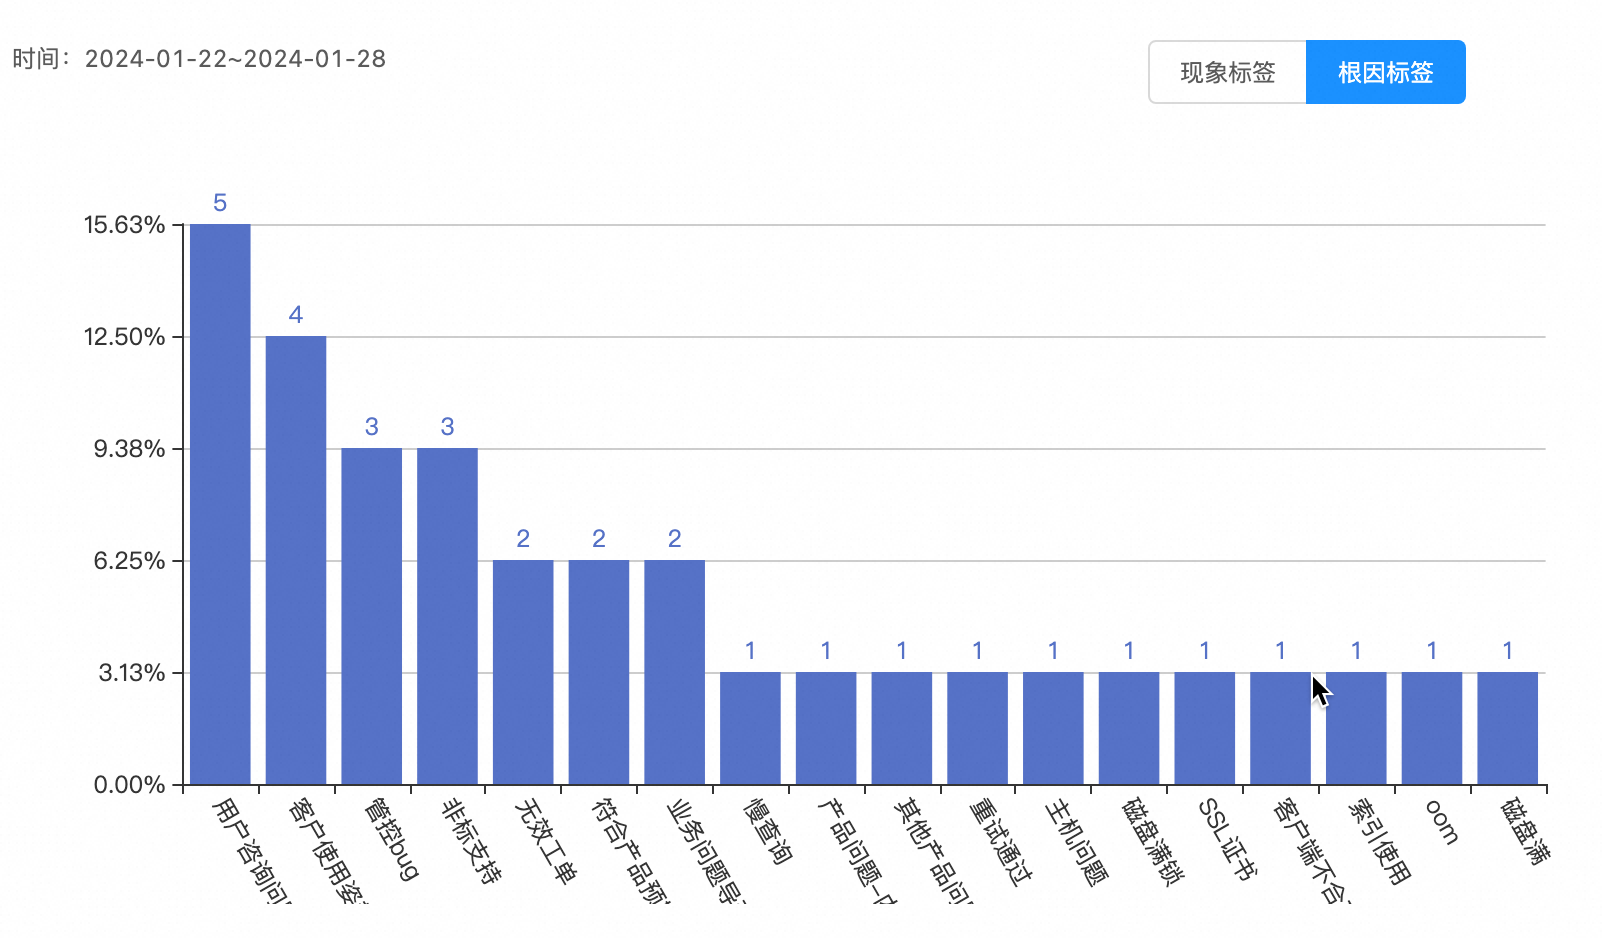 时间：2024-01-22~2024-01-28
现象标签
根因标签
5
15.63%
4
12.50%
3
3
9.38%
2
2
2
6.25%
1
1
1
1
1
1
1
1
1
1
1
3.13%
0.00%
用户咨询问
客户使用姿
管控bug
非标支持
无效工单
符合产品预
业务问题导
慢查询
产品问题-
其他产品问
重试通过
主机问题
磁盘满锁
SSL证书
客户端不合
索引使用
oom
磁盘满